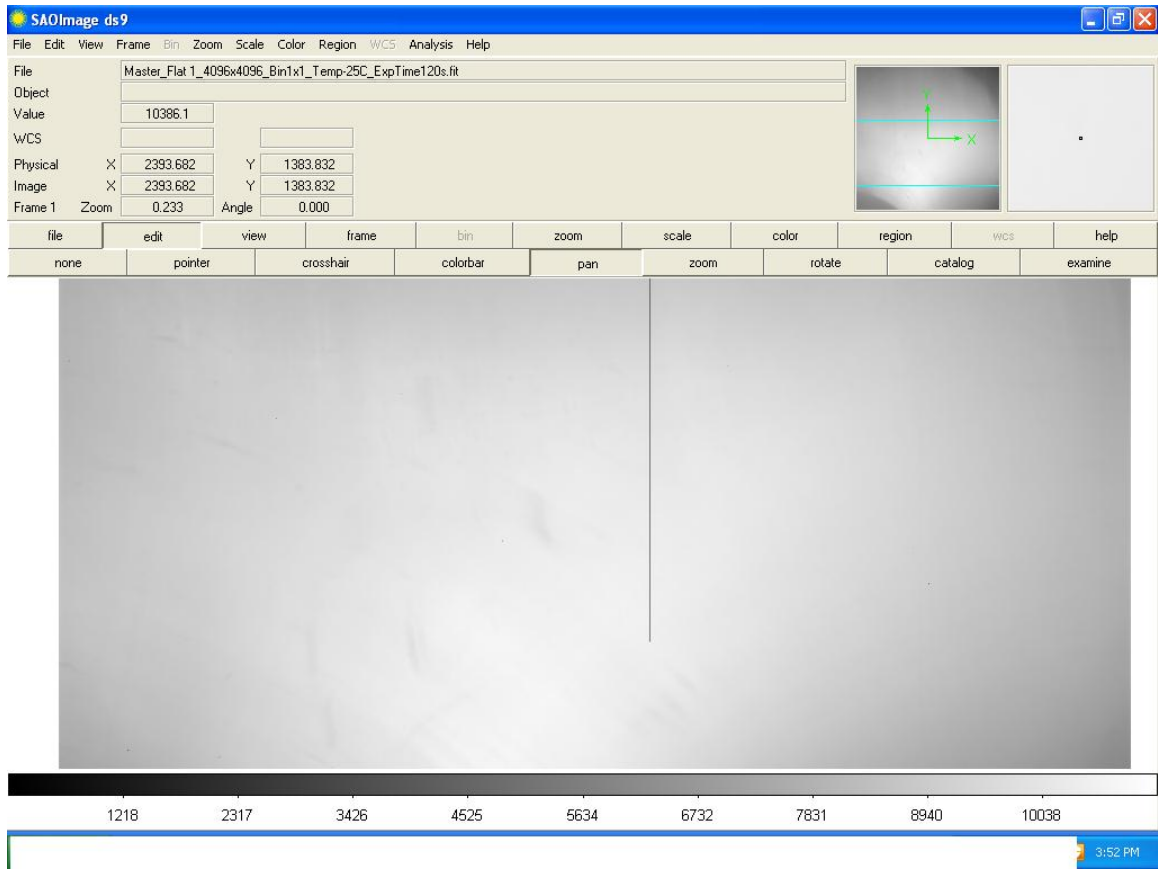 SAOImage ds9
File Edit View Frame Bin Zoom Scale Color Region WCS Analysis Help
File Master_Flat 1_4096x4096_Bin1x1_Temp-25C_ExpTime120s.fit
Object
Value 10386.1
WCS
Physical X 2393.682 Y 1383.832
Image X 2393.682 Y 1383.832
Frame 1 Zoom 0.233 Angle 0.000
Y
X
file edit view frame bin zoom scale color region wcs help
none pointer crosshair colorbar pan zoom rotate catalog examine
1218 2317 3426 4525 5634 6732 7831 8940 10038
3:52 PM